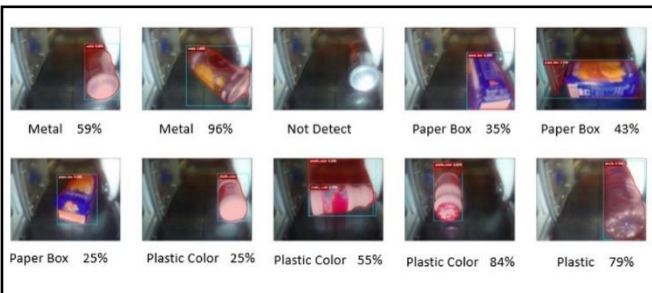 Metal 59%
Metal 96%
Not Detect
Paper Box 35%
Paper Box 43%
Paper Box 25%
Plastic Color 25%
Plastic Color 55%
Plastic Color 84%
Plastic 79%